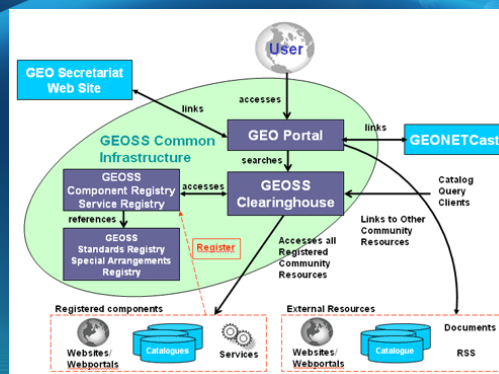 User
GEO Secretariat
Web Site
accesses
links
GEO Portal
links
GEONETCast
GEOSS Common
Infrastructure
searches
GEOSS
Component Registry
Service Registry
accesses
GEOSS
Clearinghouse
Catalog
Query
Clients
references
Links to Other
Community
Resources
GEOSS
Standards Registry
Special Arrangements
Registry
Register
Accesses all
Registered
Community
Resources
Registered components
External Resources
Websites/
Webportals
Catalogues
Services
Websites/
Webportals
Catalogue
Documents
RSS